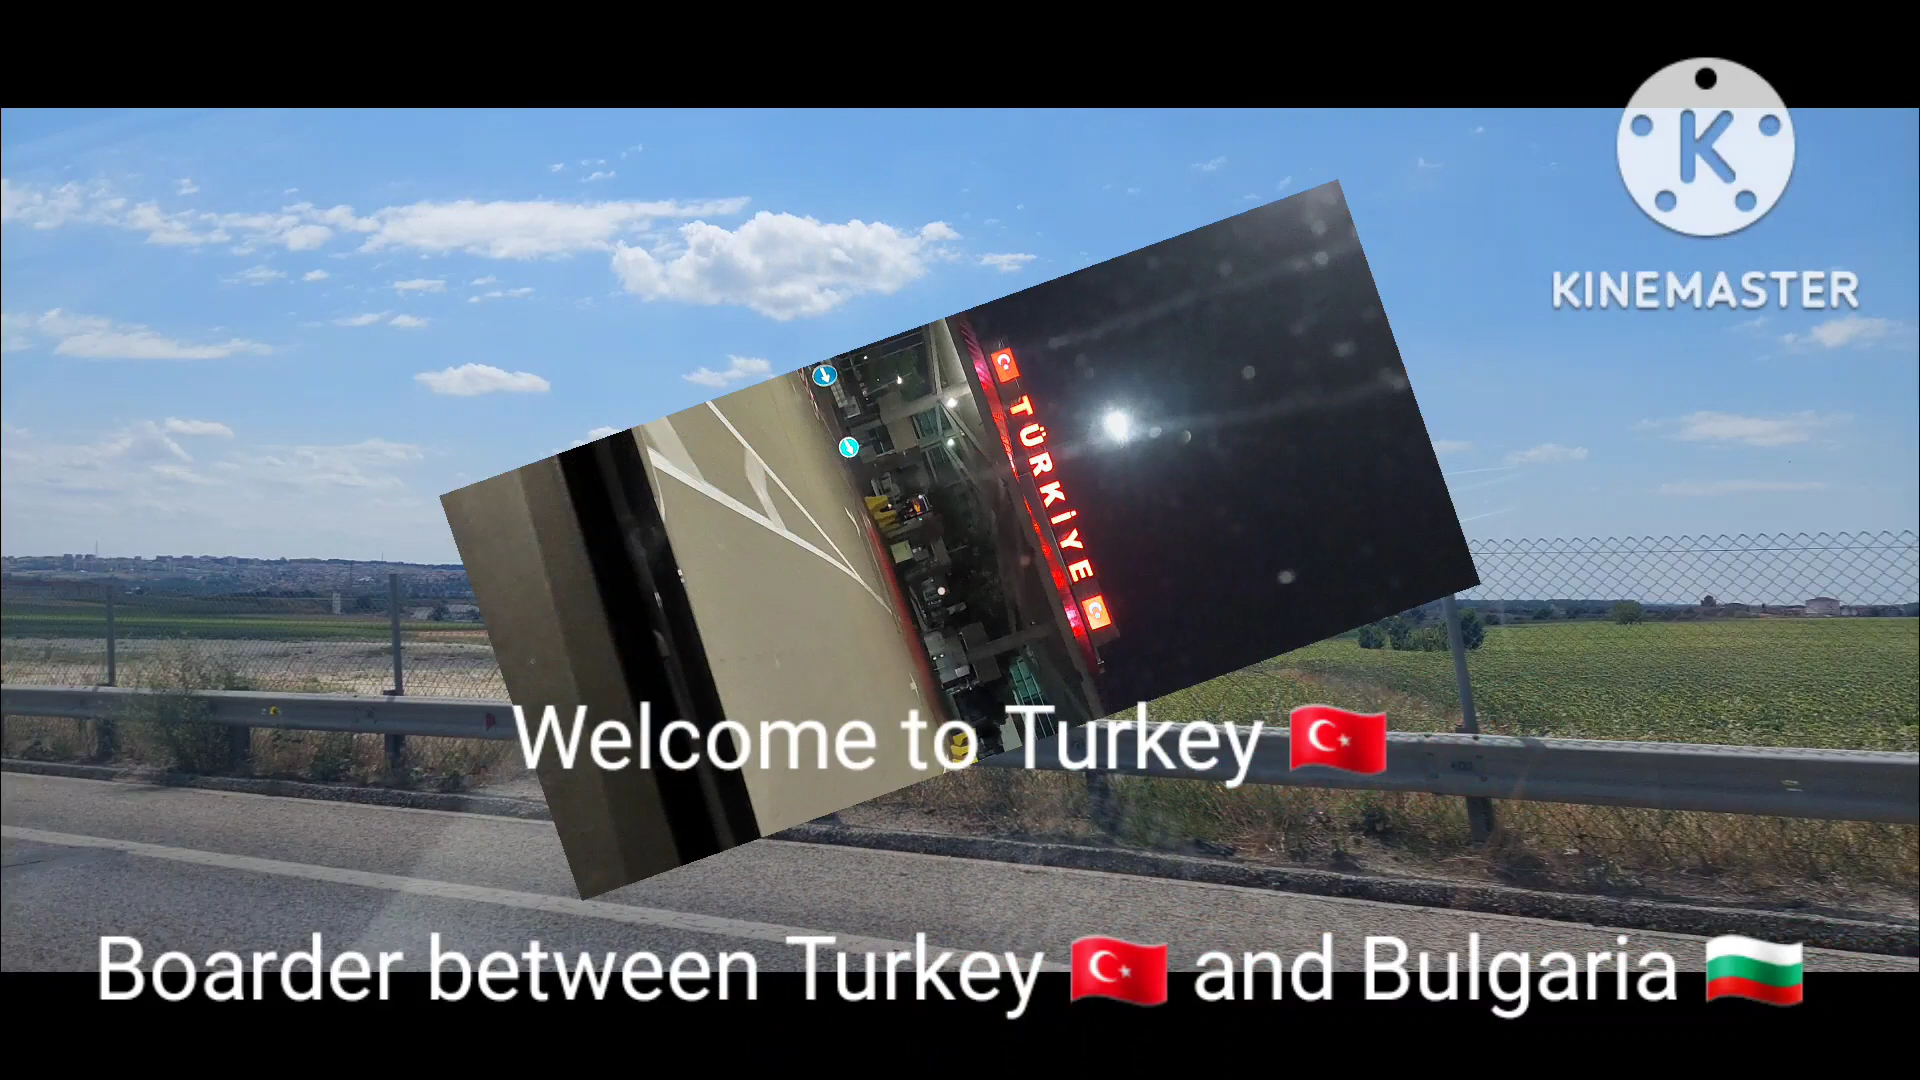 K
KINEMASTER
TÜRKİYE
Welcome to Turkey 🇹🇷
Boarder between Turkey 🇹🇷 and Bulgaria 🇧🇬